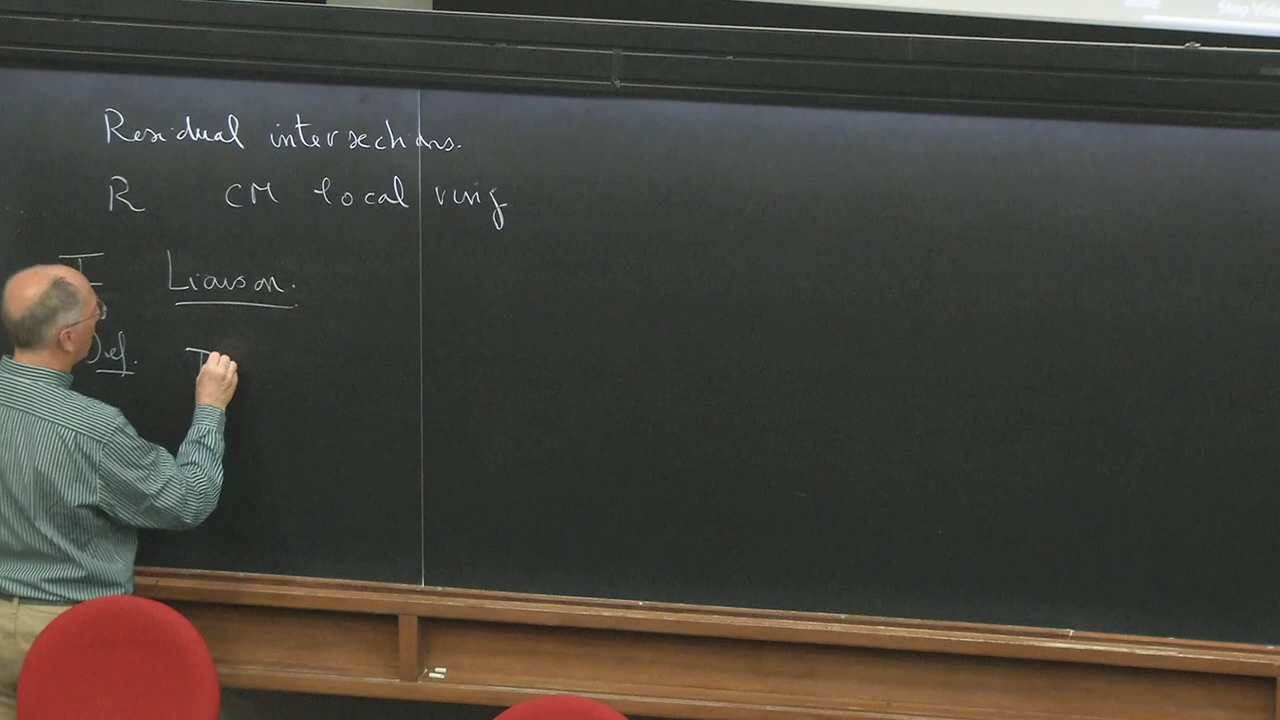 Residual intersections.
R CM local ring
I Liaison.
Def. I